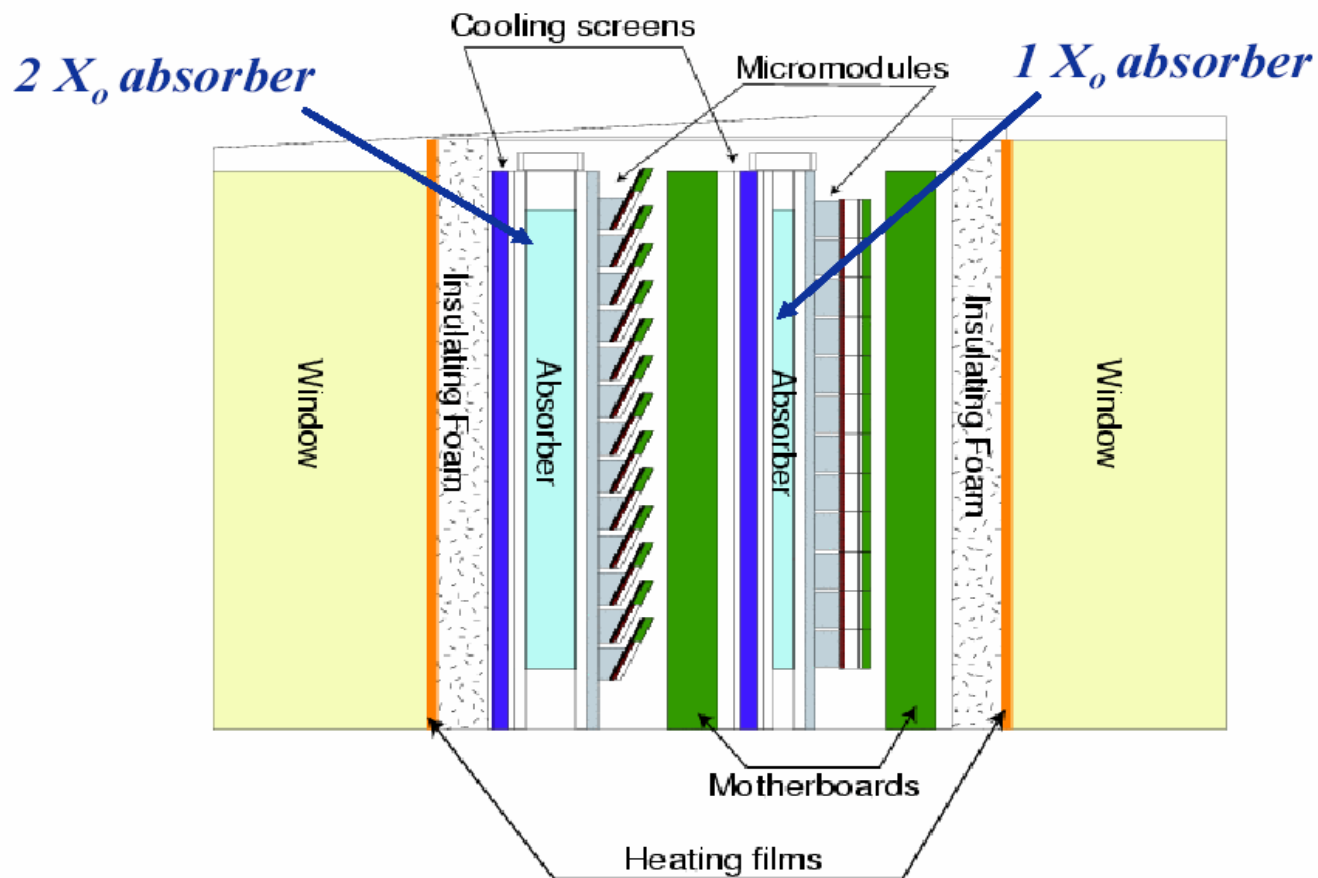 Cooling screens
2 Xₒ absorber
1 Xₒ absorber
Micromodules
Window
Insulating Foam
Absorber
Absorber
Insulating Foam
Window
Motherboards
Heating films